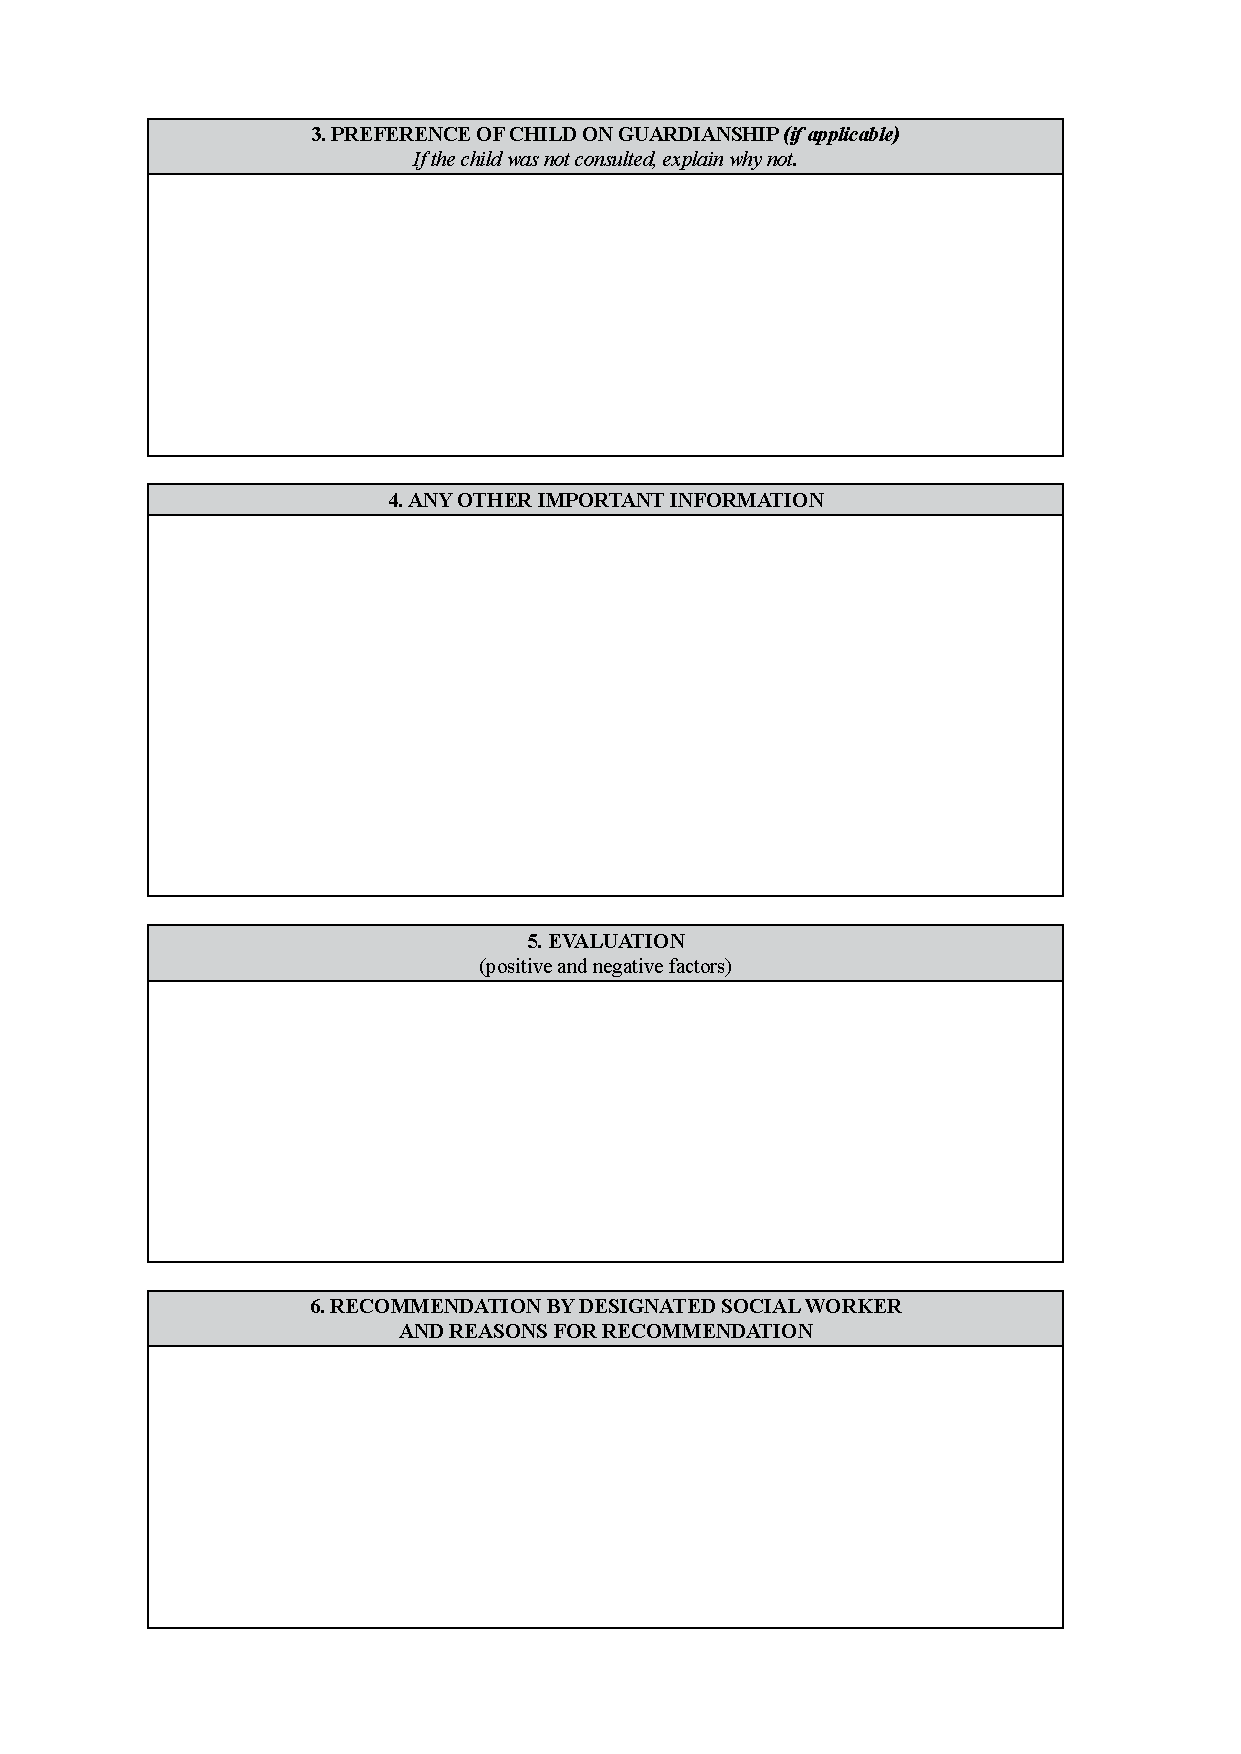 3. PREFERENCE OF CHILD ON GUARDIANSHIP (if applicable)
If the child was not consulted, explain why not.
4. ANY OTHER IMPORTANT INFORMATION
5. EVALUATION
(positive and negative factors)
6. RECOMMENDATION BY DESIGNATED SOCIAL WORKER
AND REASONS FOR RECOMMENDATION